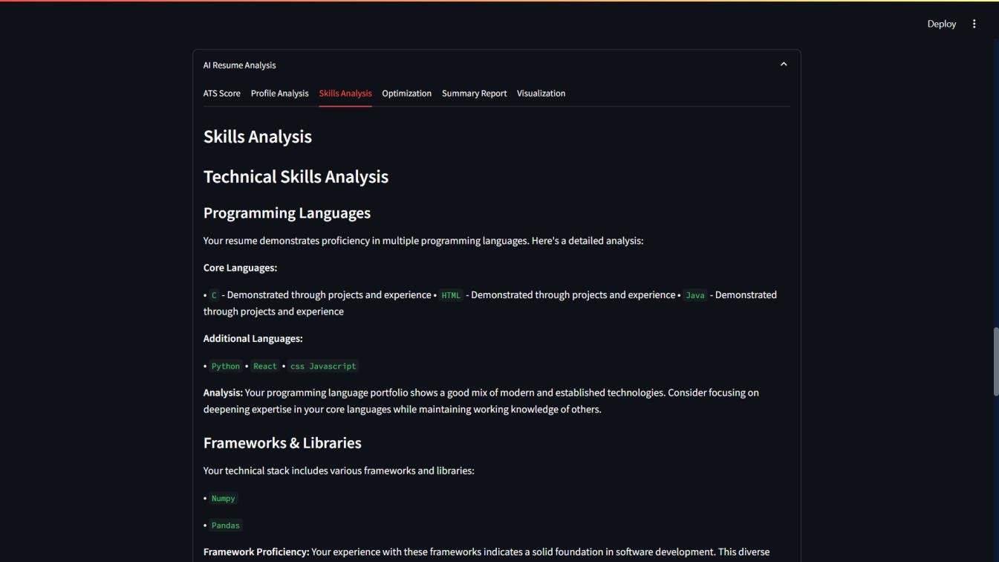 Deploy
AI Resume Analysis
ATS Score Profile Analysis Skills Analysis Optimization Summary Report Visualization
Skills Analysis
Technical Skills Analysis
Programming Languages
Your resume demonstrates proficiency in multiple programming languages. Here's a detailed analysis:
Core Languages:
• C - Demonstrated through projects and experience • HTML - Demonstrated through projects and experience • Java - Demonstrated
through projects and experience
Additional Languages:
• Python • React • css Javascript
Analysis: Your programming language portfolio shows a good mix of modern and established technologies. Consider focusing on
deepening expertise in your core languages while maintaining working knowledge of others.
Frameworks & Libraries
Your technical stack includes various frameworks and libraries:
• Numpy
• Pandas
Framework Proficiency: Your experience with these frameworks indicates a solid foundation in software development. This diverse